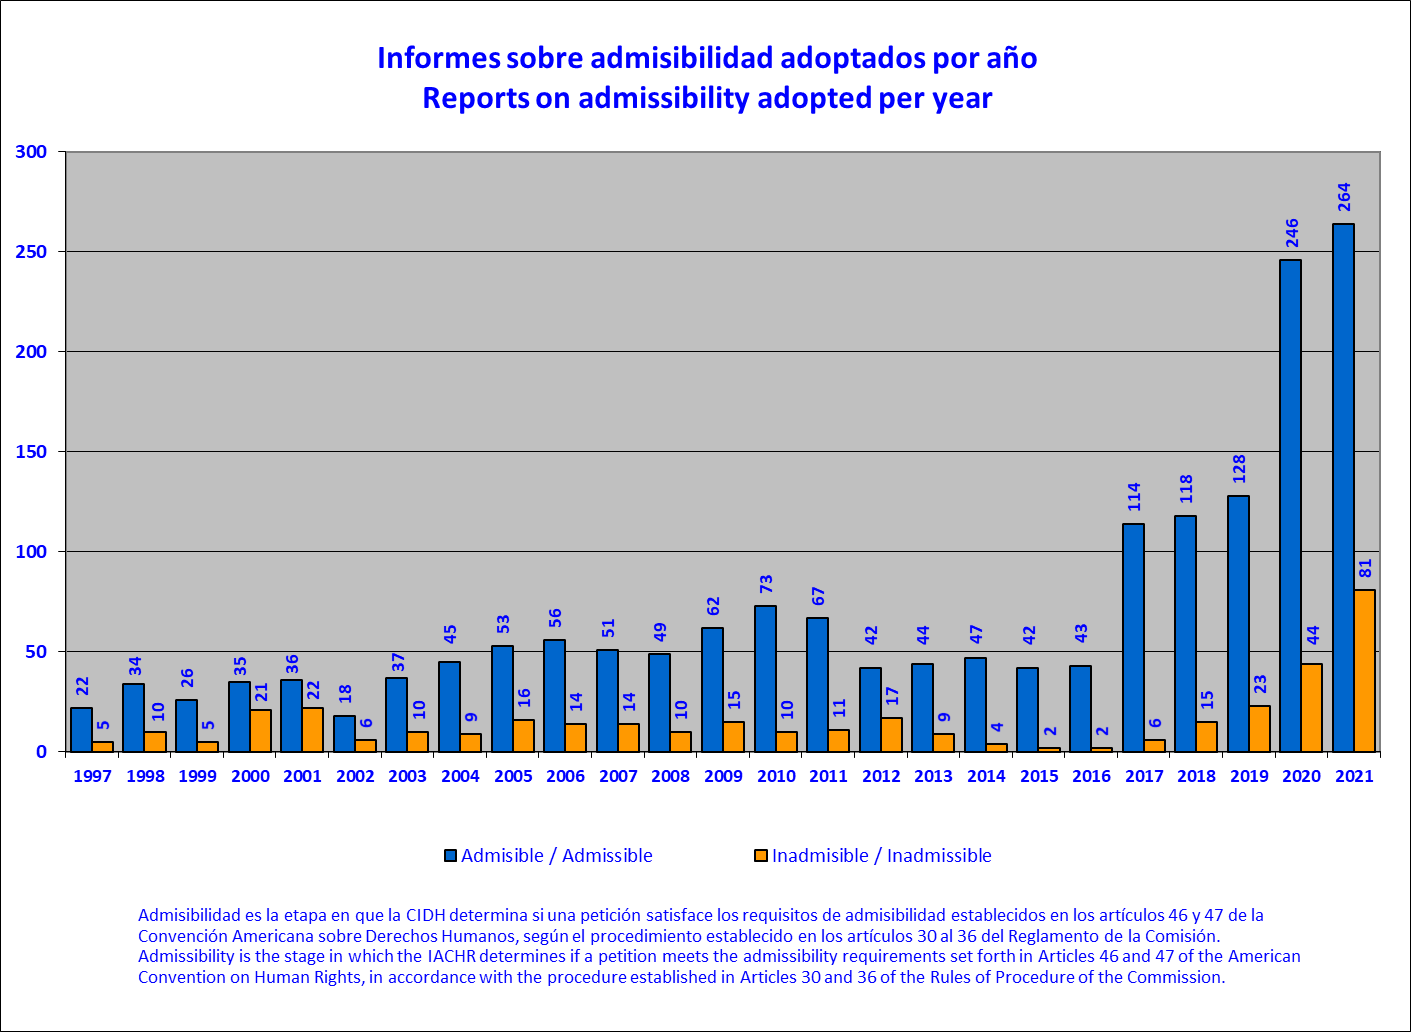 Informes sobre admisibilidad adoptados por año
Reports on admissibility adopted per year
300
250
200
150
100
50
0
22 5 34 10 26 5 35 21 36 22 18 6 37 10 45 9 53 16 56 14 51 14 49 10 62 15 73 10 67 11 42 17 44 9 47 4 42 2 43 2 114 6 118 15 128 23 246 44 264 81
1997 1998 1999 2000 2001 2002 2003 2004 2005 2006 2007 2008 2009 2010 2011 2012 2013 2014 2015 2016 2017 2018 2019 2020 2021
Admisible / Admissible Inadmisible / Inadmissible
Admisibilidad es la etapa en que la CIDH determina si una petición satisface los requisitos de admisibilidad establecidos en los artículos 46 y 47 de la
Convención Americana sobre Derechos Humanos, según el procedimiento establecido en los artículos 30 al 36 del Reglamento de la Comisión.
Admissibility is the stage in which the IACHR determines if a petition meets the admissibility requirements set forth in Articles 46 and 47 of the American
Convention on Human Rights, in accordance with the procedure established in Articles 30 and 36 of the Rules of Procedure of the Commission.